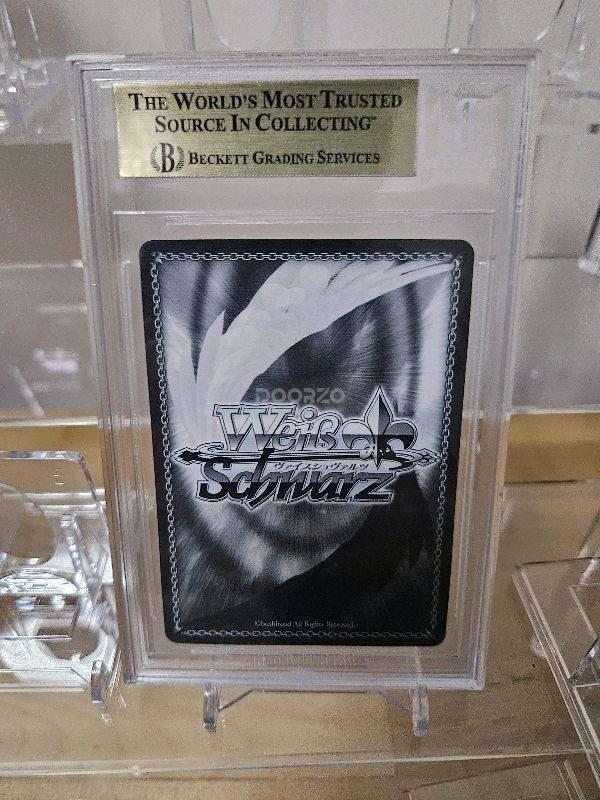 THE WORLD'S MOST TRUSTED
SOURCE IN COLLECTING™
B BECKETT GRADING SERVICES
DOORZO
Weiß
ヴァイスシュヴァルツ
Schwarz
©bushiroad All Rights Reserved.